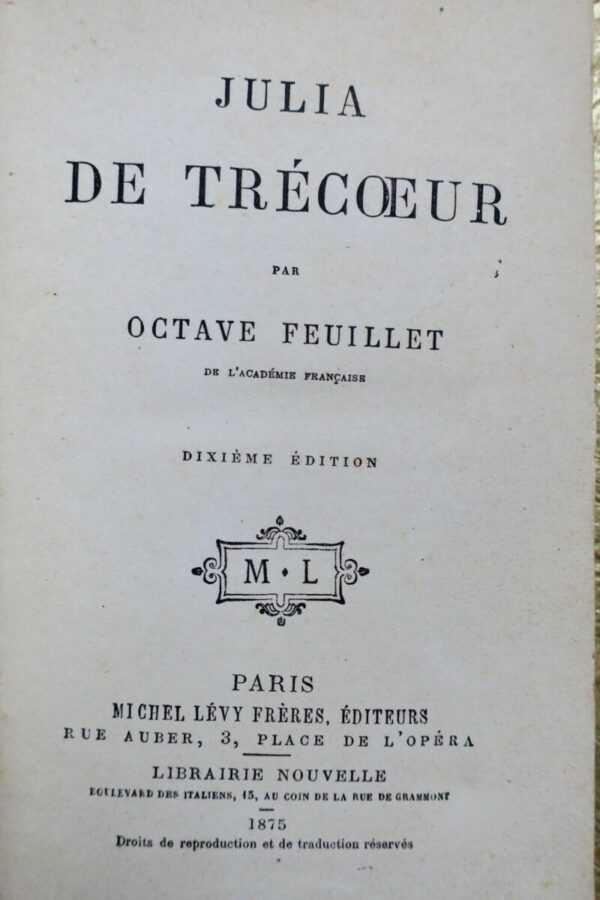 JULIA
DE TRÉCŒUR
PAR
OCTAVE FEUILLET
DE L'ACADÉMIE FRANÇAISE
DIXIÈME ÉDITION
M · L
PARIS
MICHEL LÉVY FRÈRES, ÉDITEURS
RUE AUBER, 3, PLACE DE L'OPÉRA
LIBRAIRIE NOUVELLE
BOULEVARD DES ITALIENS, 15, AU COIN DE LA RUE DE GRAMMONT
1875
Droits de reproduction et de traduction réservés